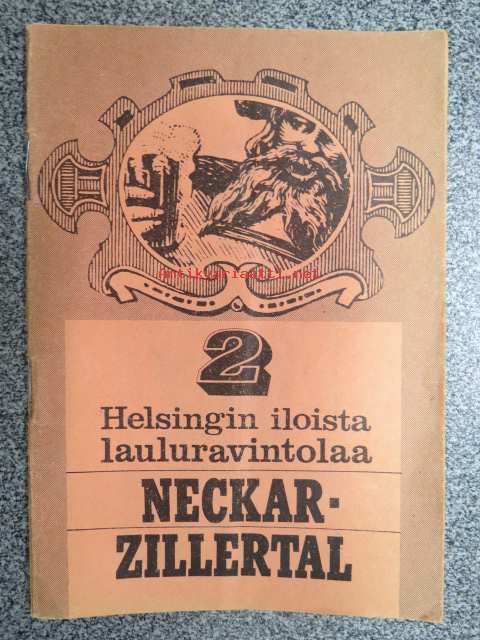 Antikvariaatti.net
2
Helsingin iloista
lauluravintolaa
NECKAR-
ZILLERTAL